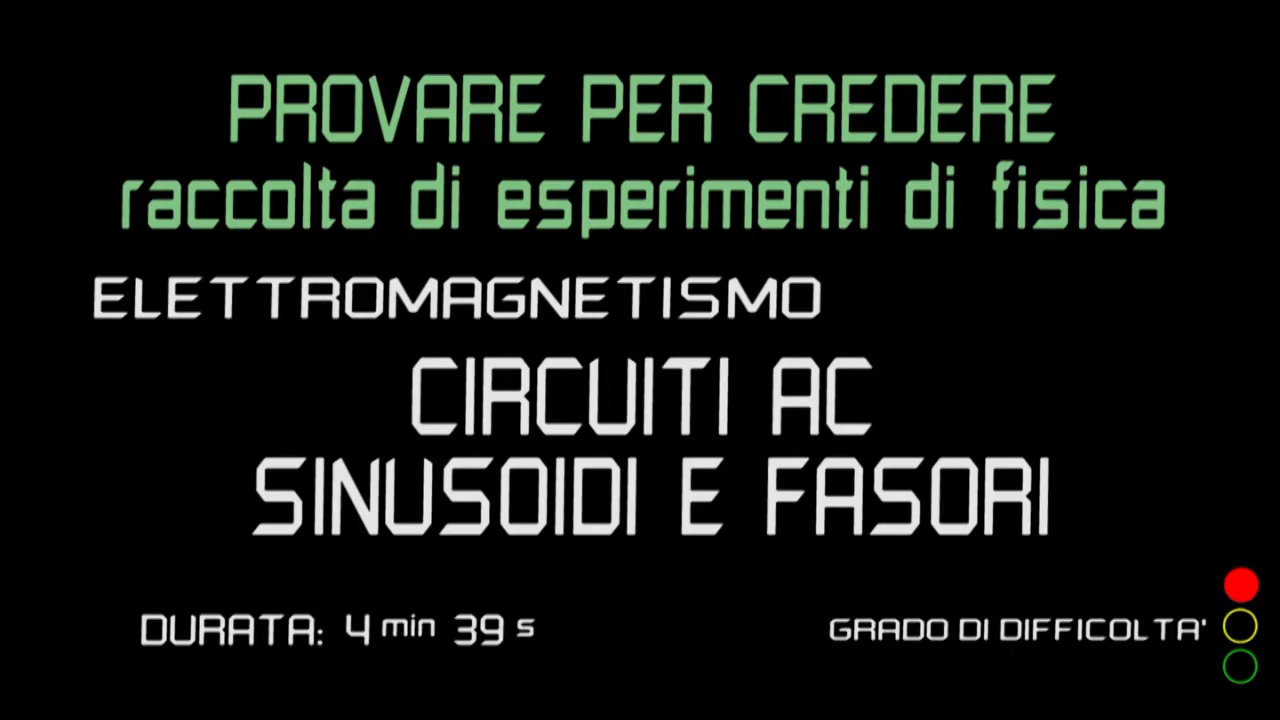 PROVARE PER CREDERE
raccolta di esperimenti di fisica
ELETTROMAGNETISMO
CIRCUITI AC
SINUSOIDI E FASORI
DURATA: 4 min 39 s
GRADO DI DIFFICOLTA'